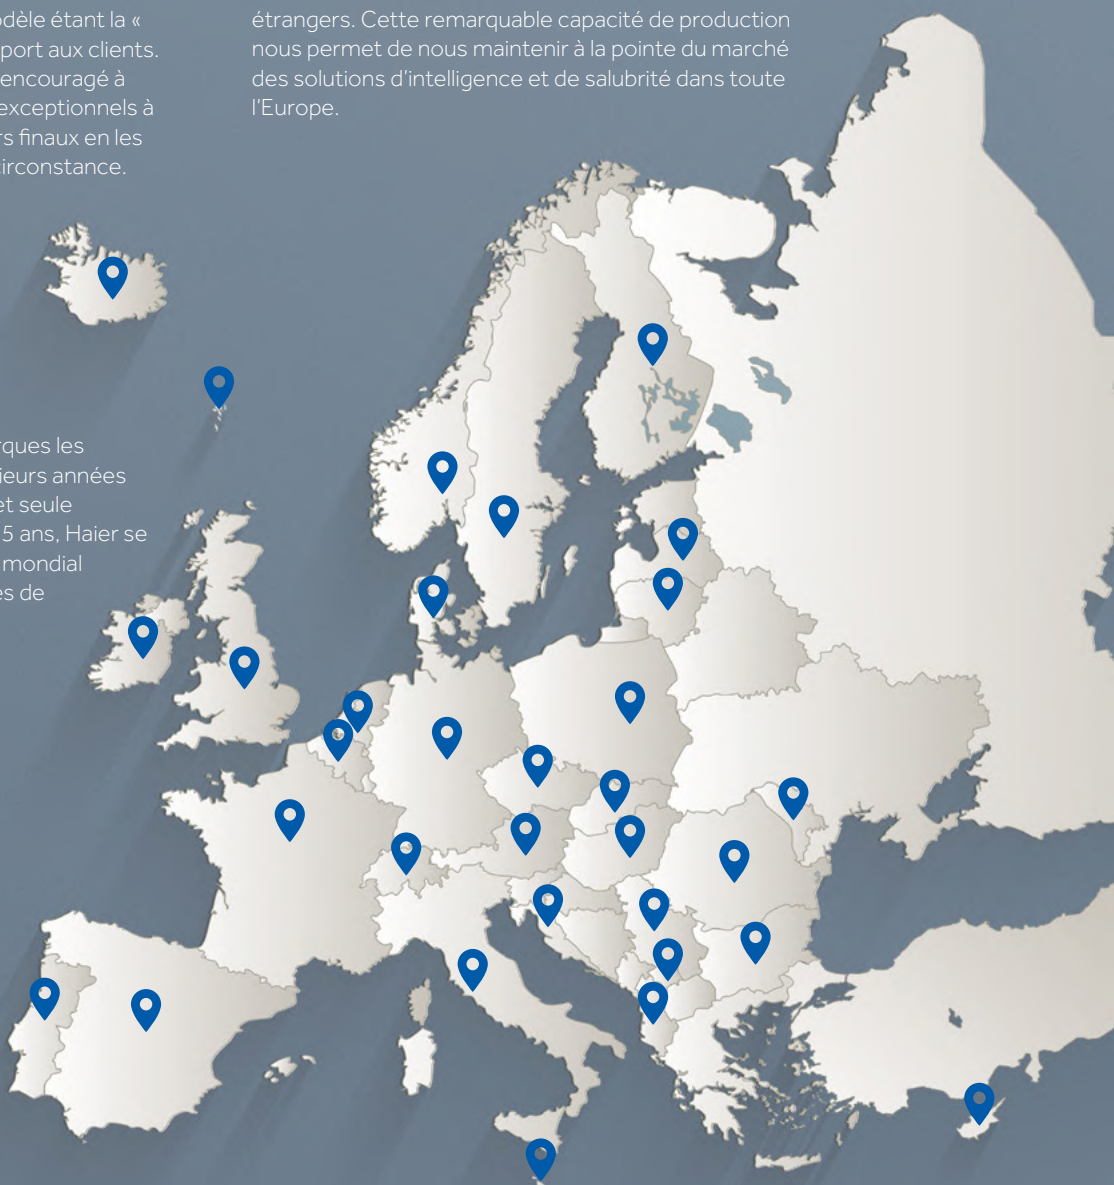 dèle étant la «
port aux clients.
encouragé à
exceptionnels à
rs finaux en les
circonstance.
étrangers. Cette remarquable capacité de production
nous permet de nous maintenir à la pointe du marché
des solutions d'intelligence et de salubrité dans toute
l'Europe.
rques les
ieurs années
et seule
5 ans, Haier se
mondial
es de